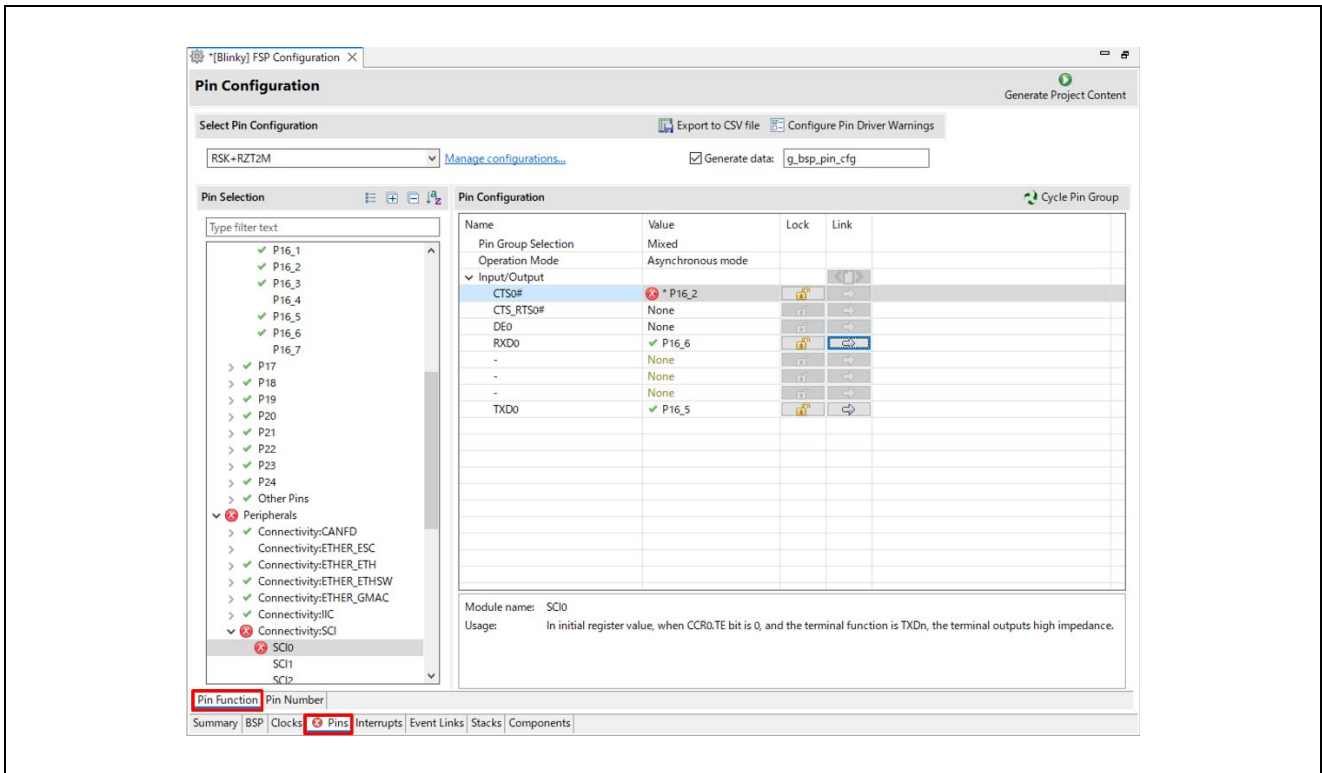 *[Blinky] FSP Configuration
Pin Configuration
Generate Project Content
Select Pin Configuration
Export to CSV file
Configure Pin Driver Warnings
RSK+RZT2M
Manage configurations...
Generate data:
g_bsp_pin_cfg
Pin Selection
Type filter text
P16_1
P16_2
P16_3
P16_4
P16_5
P16_6
P16_7
P17
P18
P19
P20
P21
P22
P23
P24
Other Pins
Peripherals
Connectivity:CANFD
Connectivity:ETHER_ESC
Connectivity:ETHER_ETH
Connectivity:ETHER_ETHSW
Connectivity:ETHER_GMAC
Connectivity:IIC
Connectivity:SCI
SCI0
SCI1
SCI2
Pin Configuration
Cycle Pin Group
Name Value Lock Link
Pin Group Selection Mixed
Operation Mode Asynchronous mode
Input/Output
CTS0# * P16_2
CTS_RTS0# None
DE0 None
RXD0 P16_6
- None
- None
- None
TXD0 P16_5
Module name: SCI0
Usage: In initial register value, when CCR0.TE bit is 0, and the terminal function is TXDn, the terminal outputs high impedance.
Pin Function Pin Number
Summary BSP Clocks Pins Interrupts Event Links Stacks Components